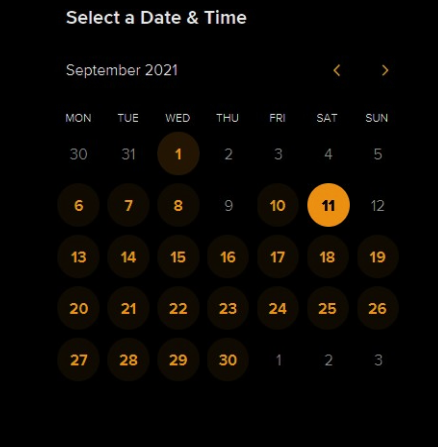 Select a Date & Time
September 2021
MON TUE WED THU FRI SAT SUN
30 31 1 2 3 4 5
6 7 8 9 10 11 12
13 14 15 16 17 18 19
20 21 22 23 24 25 26
27 28 29 30 1 2 3